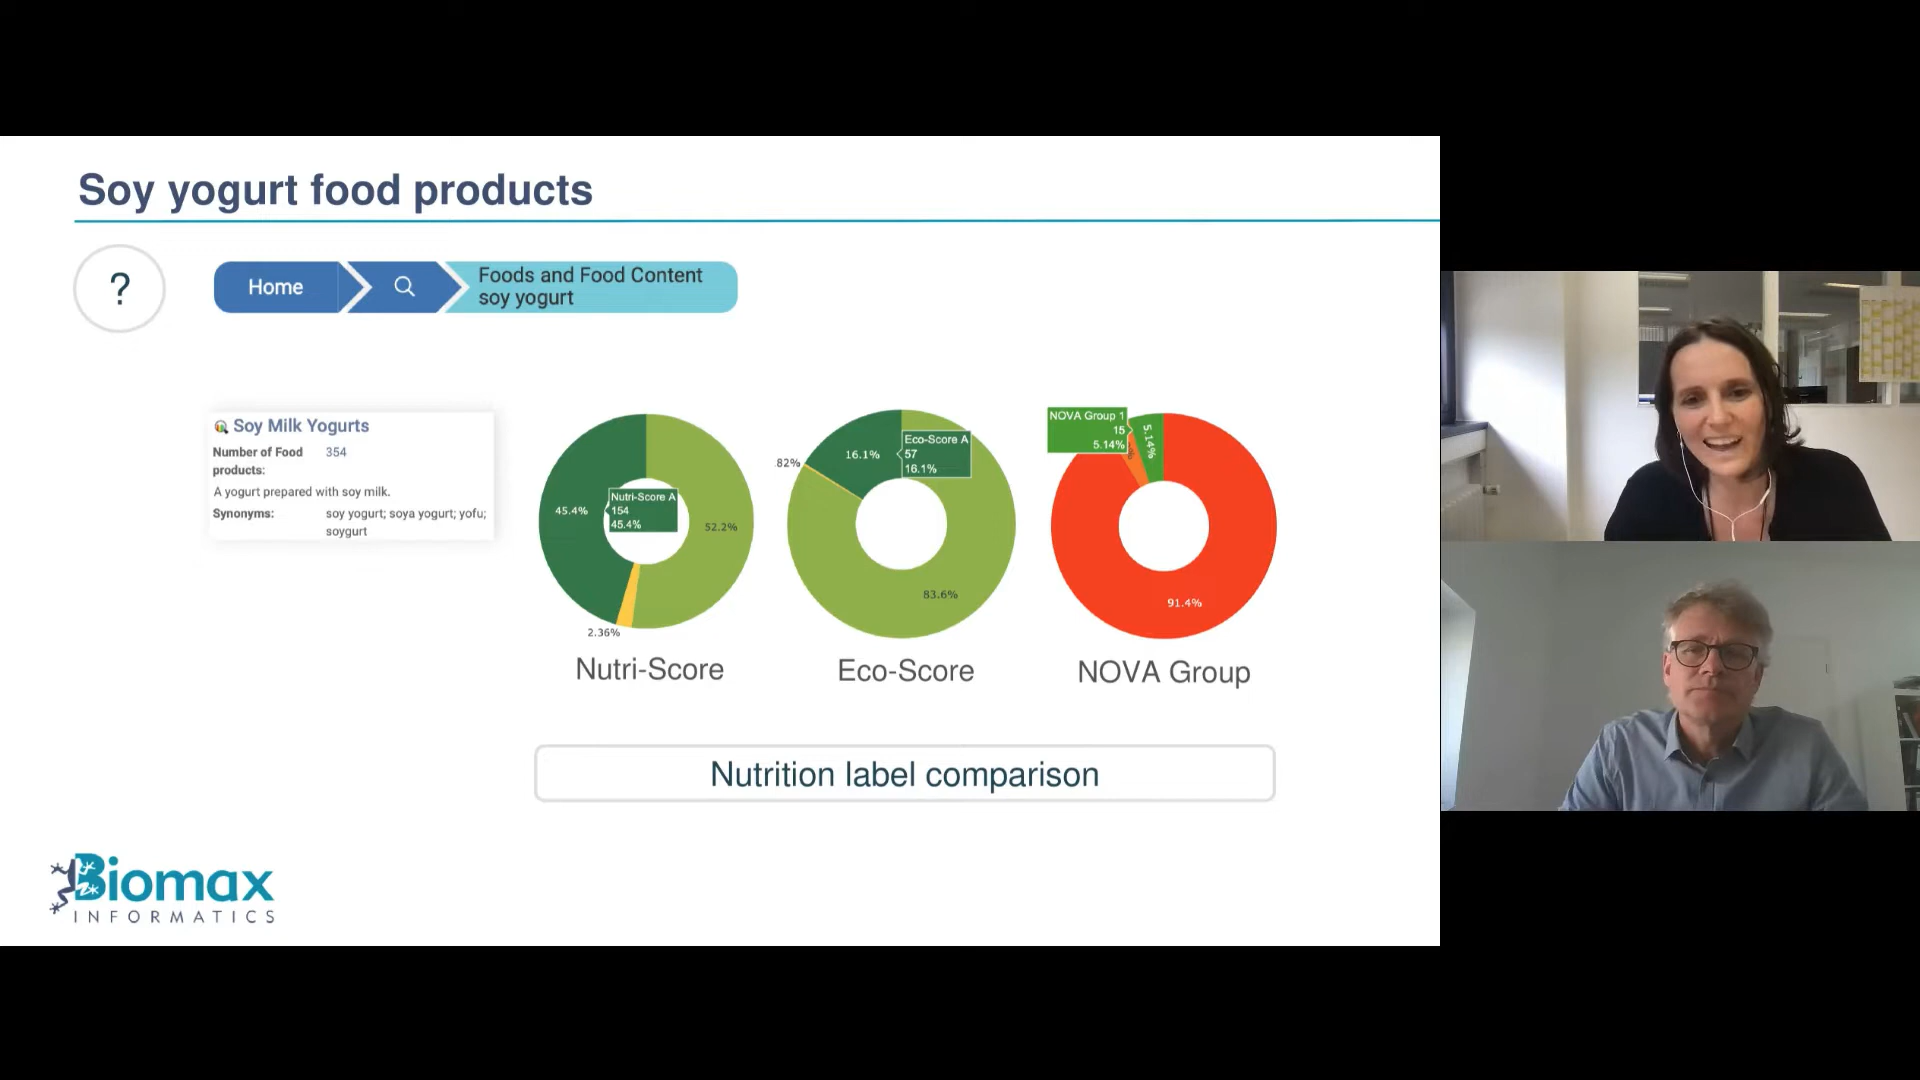 Soy yogurt food products
?
Home
Foods and Food Content
soy yogurt
Soy Milk Yogurts
Number of Food 354
products:
A yogurt prepared with soy milk.
Synonyms: soy yogurt; soya yogurt; yofu;
soygurt
45.4%
Nutri-Score A
154
45.4%
52.2%
2.36%
Nutri-Score
.82%
16.1%
Eco-Score A
57
16.1%
83.6%
Eco-Score
NOVA Group 1
15
5.14%
5.14%
91.4%
NOVA Group
Nutrition label comparison
Biomax
INFORMATICS